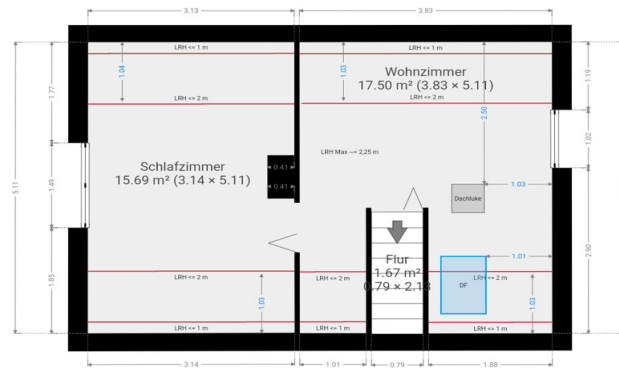 3.13
3.83
LRH <= 1 m
LRH <= 1 m
1.04
1.03
Wohnzimmer
17.50 m² (3.83 × 5.11)
LRH <= 2 m
LRH <= 2 m
1.77
1.19
2.50
1.02
LRH Max ~= 2,25 m
Schlafzimmer
15.69 m² (3.14 × 5.11)
0.41
0.41
5.11
1.49
1.03
Dachluke
2.90
Flur
1.67 m²
0.79 × 2.13
1.01
LRH <= 2 m
LRH <= 2 m
LRH <= 2 m
DF
1.85
1.03
1.03
LRH <= 1 m
LRH <= 1 m
LRH <= 1 m
3.14
1.01
0.79
1.88